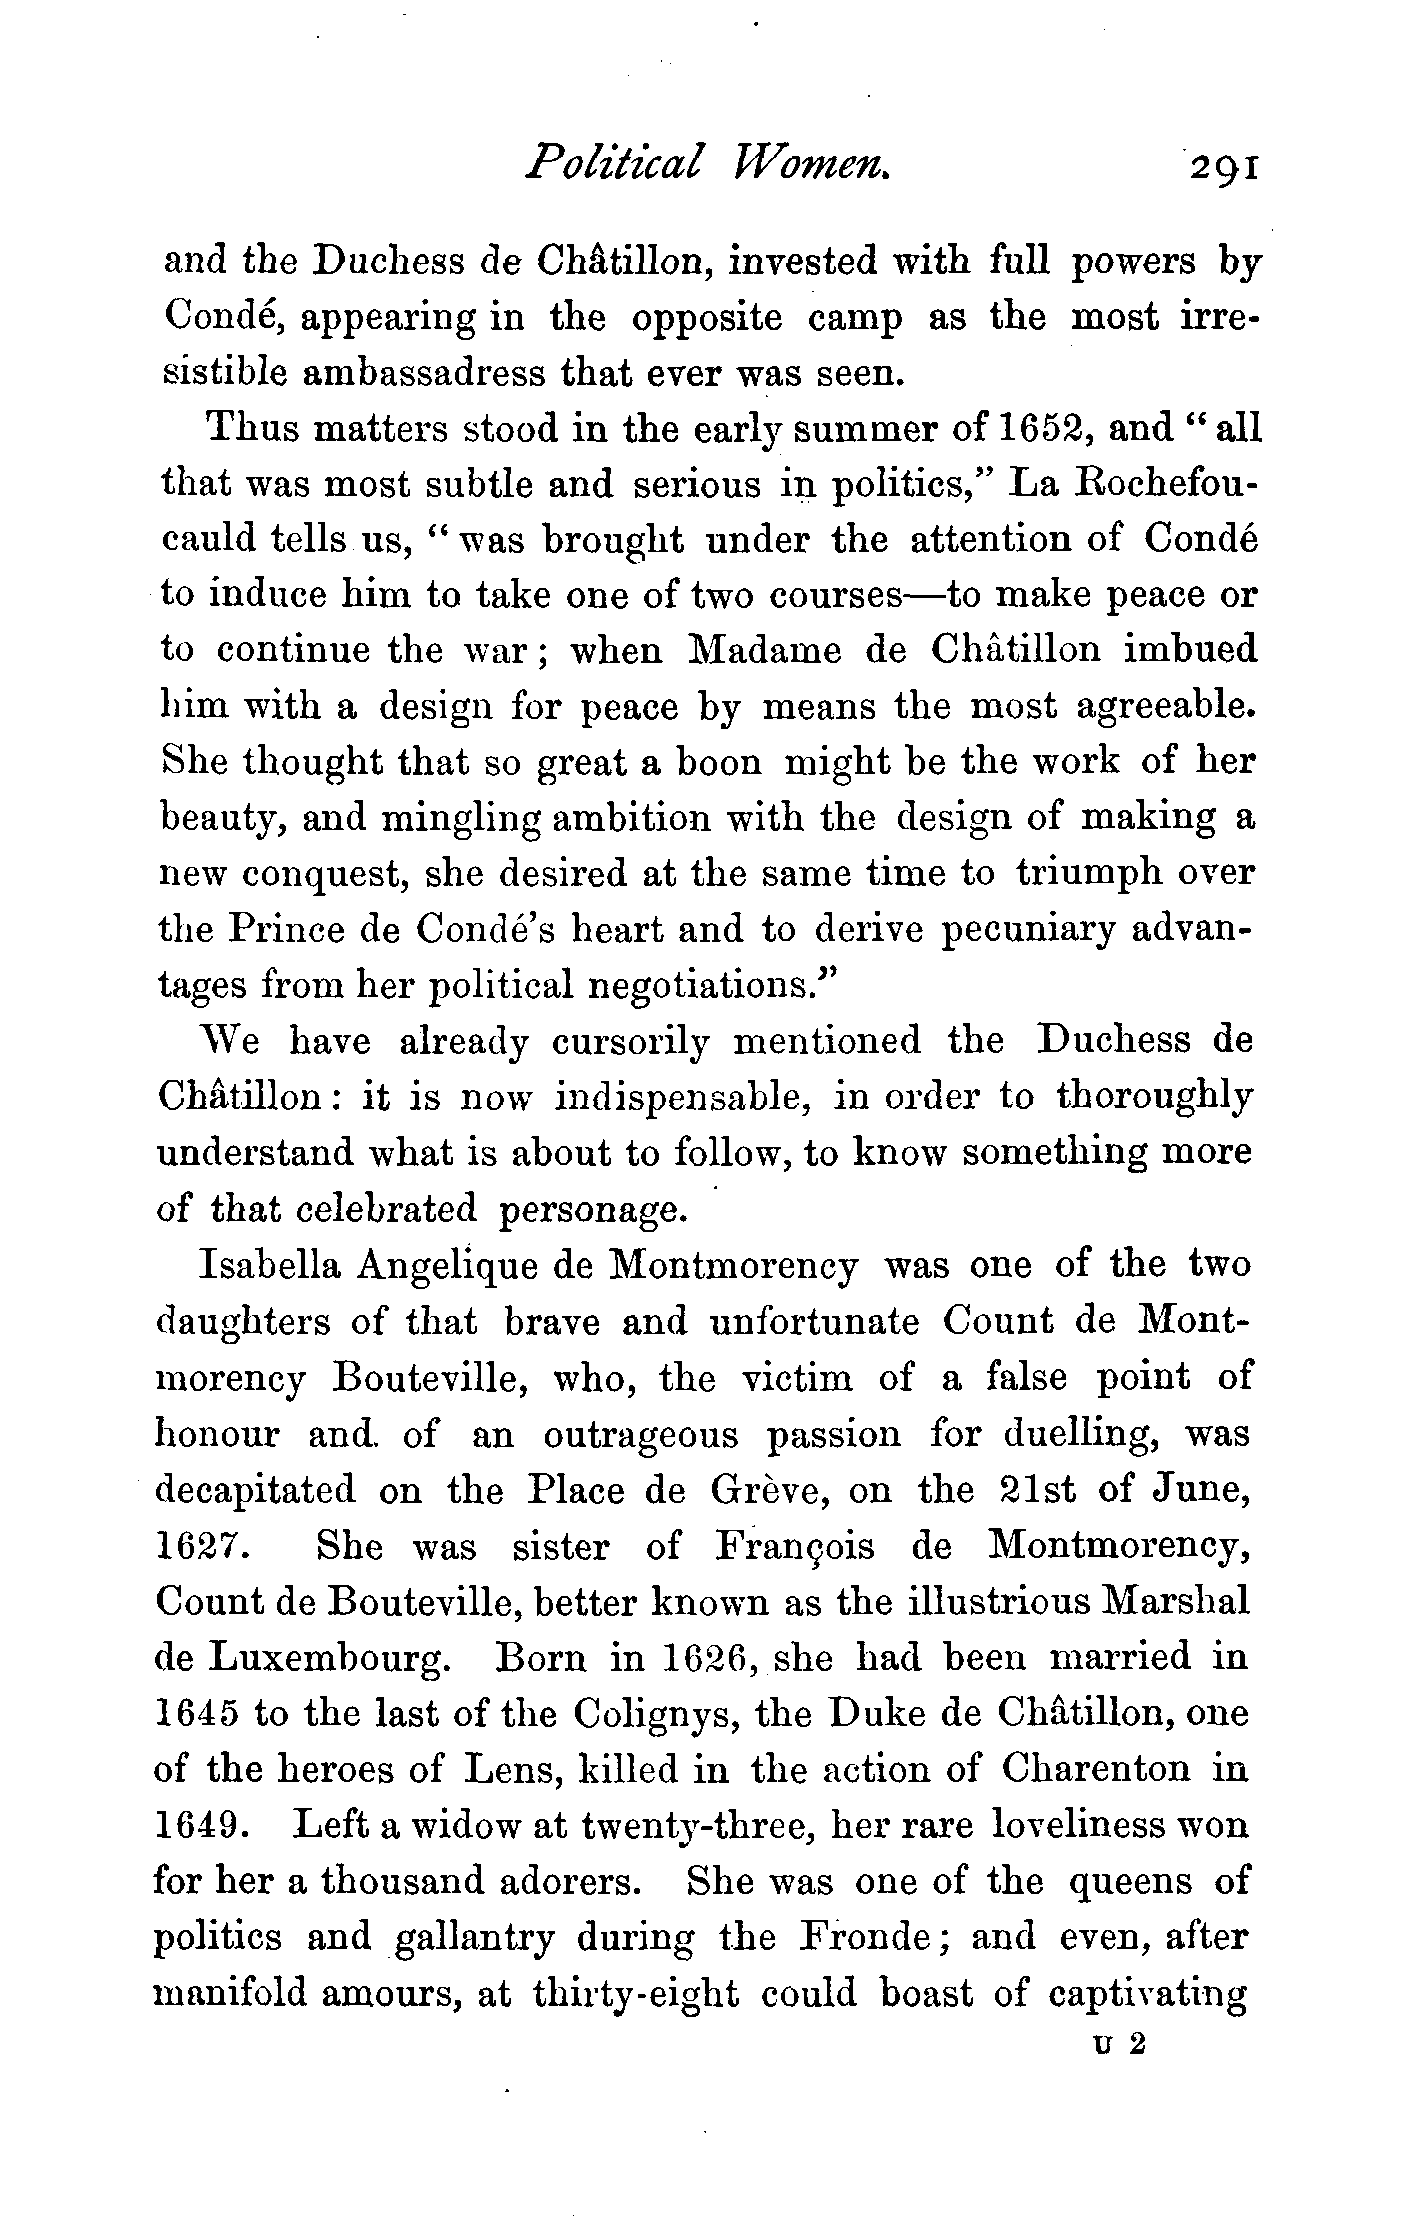 Political Women. 291
and the Duchess de Châtillon, invested with full powers by
Condé, appearing in the opposite camp as the most irre-
sistible ambassadress that ever was seen.
Thus matters stood in the early summer of 1652, and “ all
that was most subtle and serious in politics,” La Rochefou-
cauld tells us, “ was brought under the attention of Condé
to induce him to take one of two courses—to make peace or
to continue the war ; when Madame de Châtillon imbued
him with a design for peace by means the most agreeable.
She thought that so great a boon might be the work of her
beauty, and mingling ambition with the design of making a
new conquest, she desired at the same time to triumph over
the Prince de Condé’s heart and to derive pecuniary advan-
tages from her political negotiations.”
We have already cursorily mentioned the Duchess de
Châtillon : it is now indispensable, in order to thoroughly
understand what is about to follow, to know something more
of that celebrated personage.
Isabella Angelique de Montmorency was one of the two
daughters of that brave and unfortunate Count de Mont-
morency Bouteville, who, the victim of a false point of
honour and. of an outrageous passion for duelling, was
decapitated on the Place de Grève, on the 21st of June,
1627. She was sister of François de Montmorency,
Count de Bouteville, better known as the illustrious Marshal
de Luxembourg. Born in 1626, she had been married in
1645 to the last of the Colignys, the Duke de Châtillon, one
of the heroes of Lens, killed in the action of Charenton in
1649. Left a widow at twenty-three, her rare loveliness won
for her a thousand adorers. She was one of the queens of
politics and gallantry during the Fronde ; and even, after
manifold amours, at thirty-eight could boast of captivating
U 2